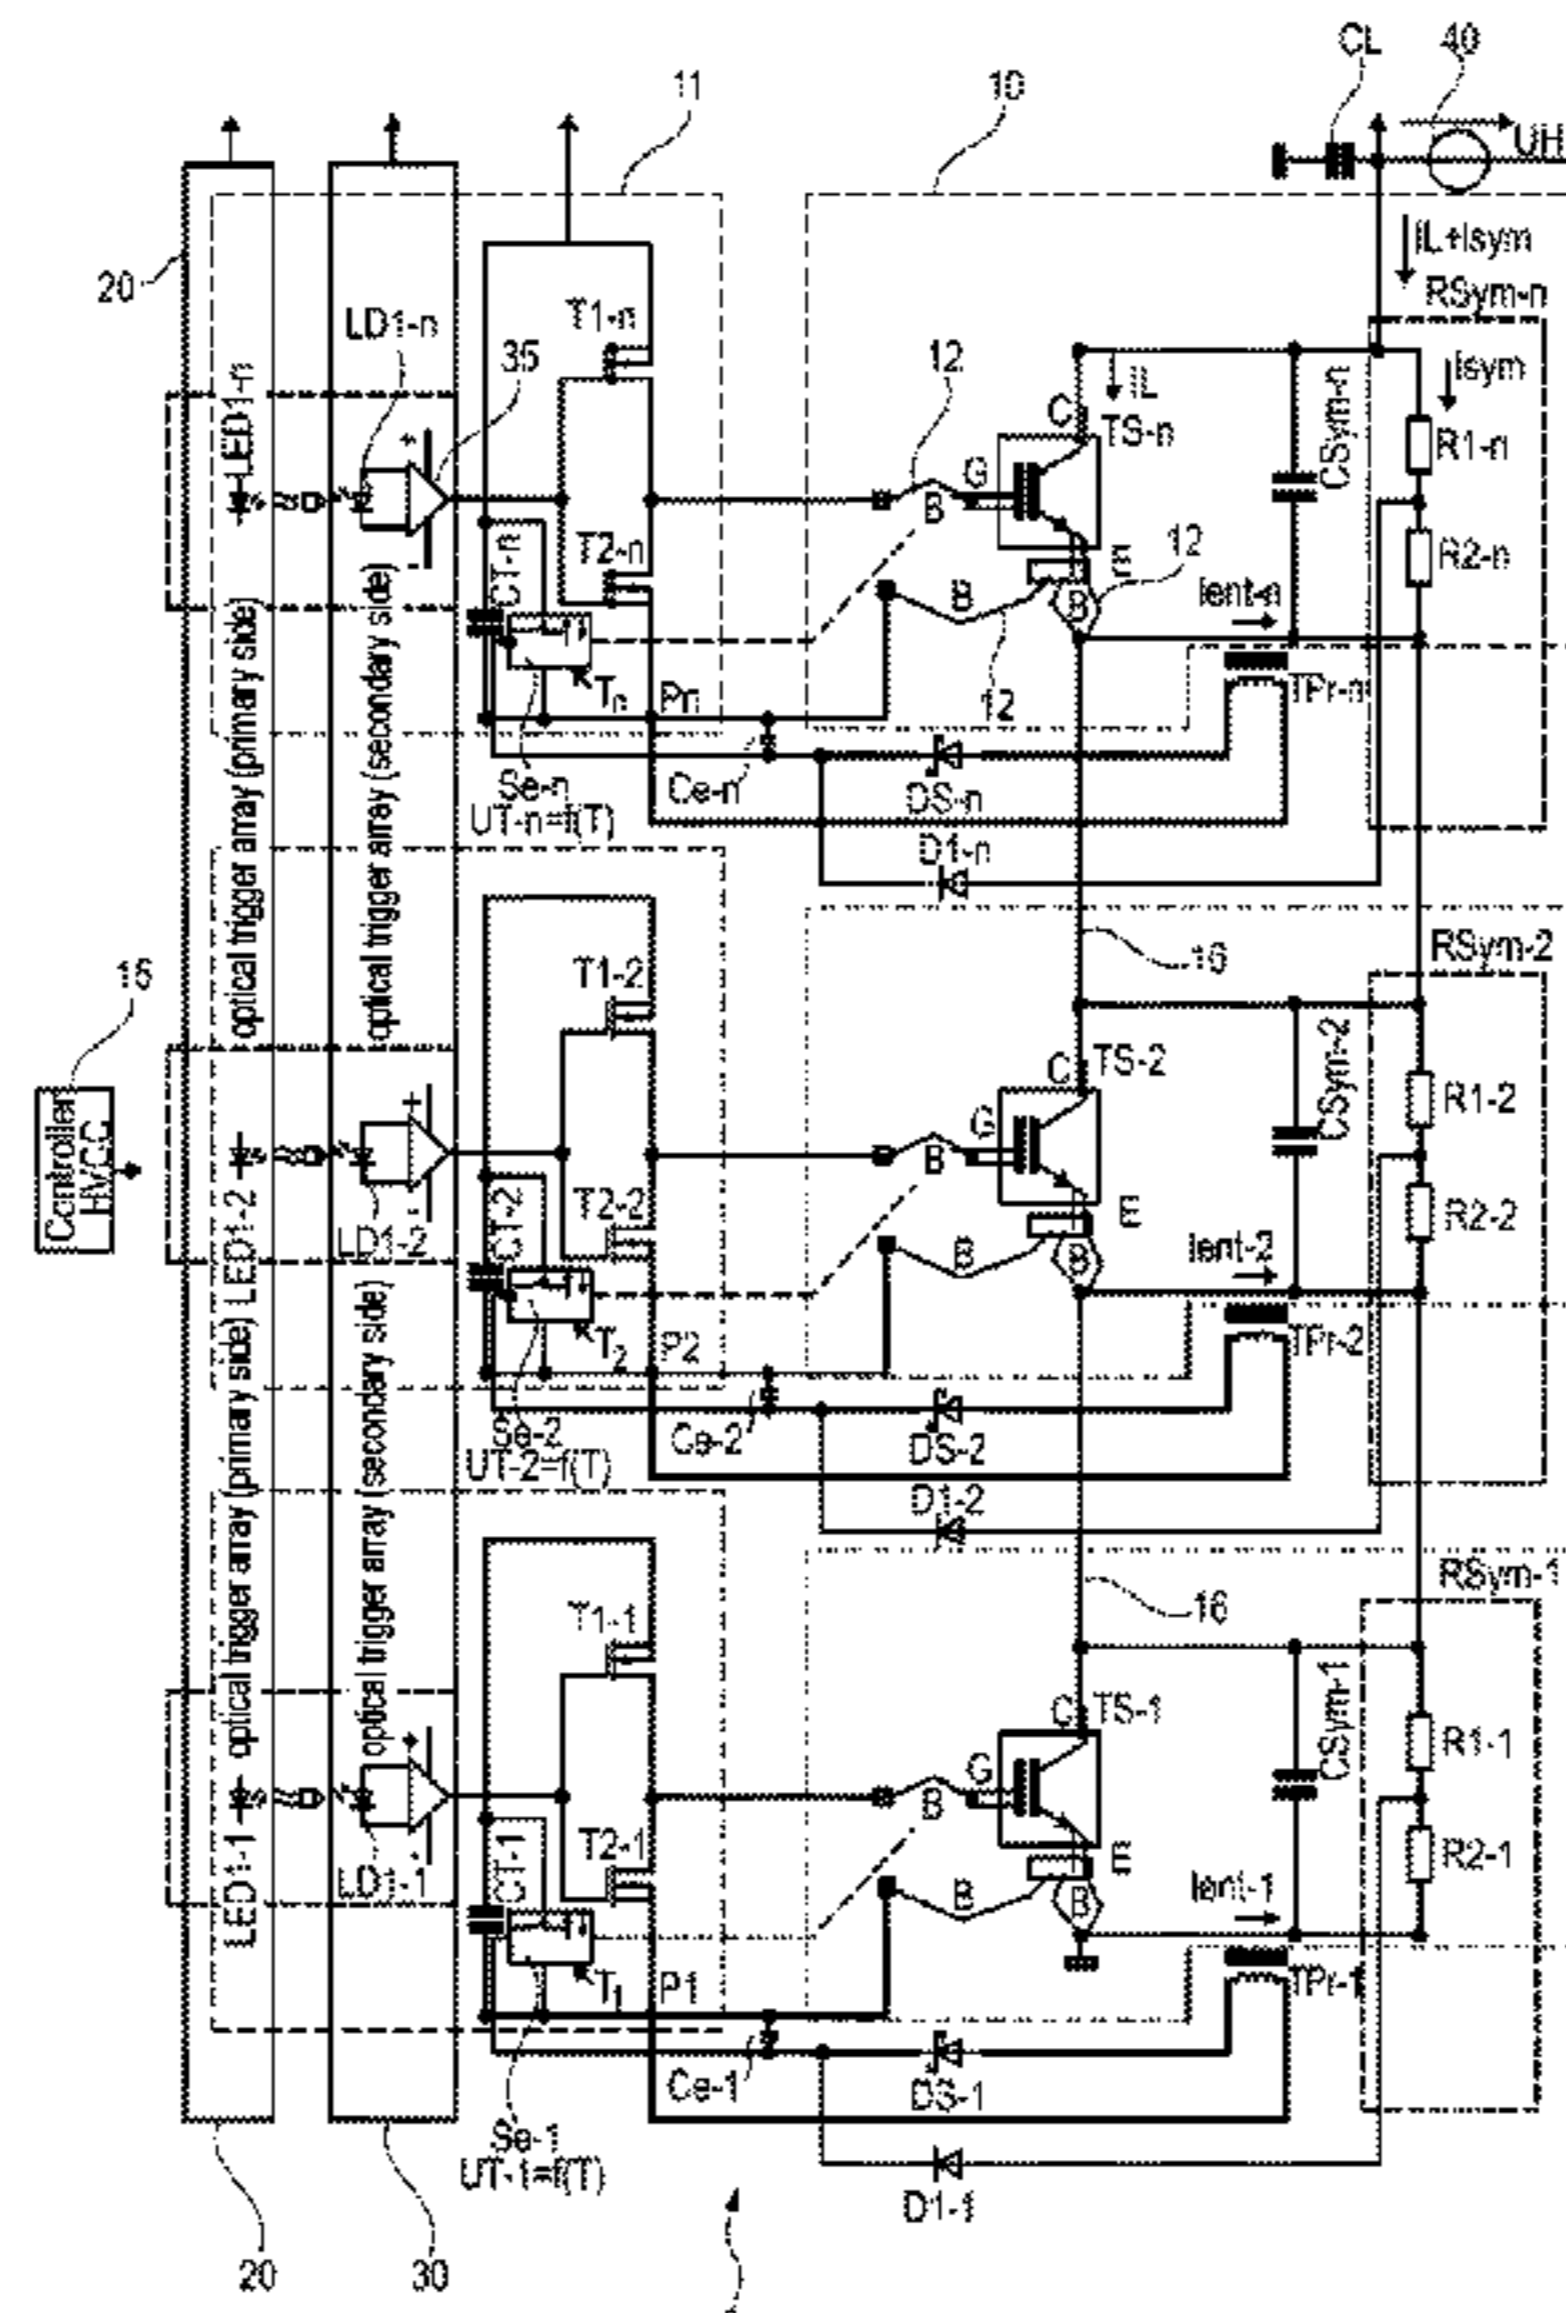 CL
40
11
10
UH
20
IL+Isym
RSym-n
LD1-n
35
T1-n
12
IL
Isym
LED1-n
C
TS-n
CSym-n
R1-n
G
B
CT-n
T2-n
E
12
R2-n
B
B
Ient-n
optical trigger array (primary side)
optical trigger array (secondary side)
Tn
Pn
12
TPr-n
Se-n
UT-n=f(T)
Ce-n
DS-n
D1-n
RSym-2
16
T1-2
C
TS-2
CSym-2
R1-2
Controller
HVCC
G
B
LED1-2
LD1-2
CT-2
T2-2
E
R2-2
B
B
Ient-2
optical trigger array (primary side)
optical trigger array (secondary side)
T2
P2
TPr-2
Se-2
UT-2=f(T)
Ce-2
DS-2
D1-2
RSym-1
16
T1-1
C
TS-1
CSym-1
R1-1
G
B
LED1-1
LD1-1
CT-1
T2-1
E
R2-1
B
B
Ient-1
T1
P1
TPr-1
Ce-1
DS-1
Se-1
UT-1=f(T)
D1-1
20
30